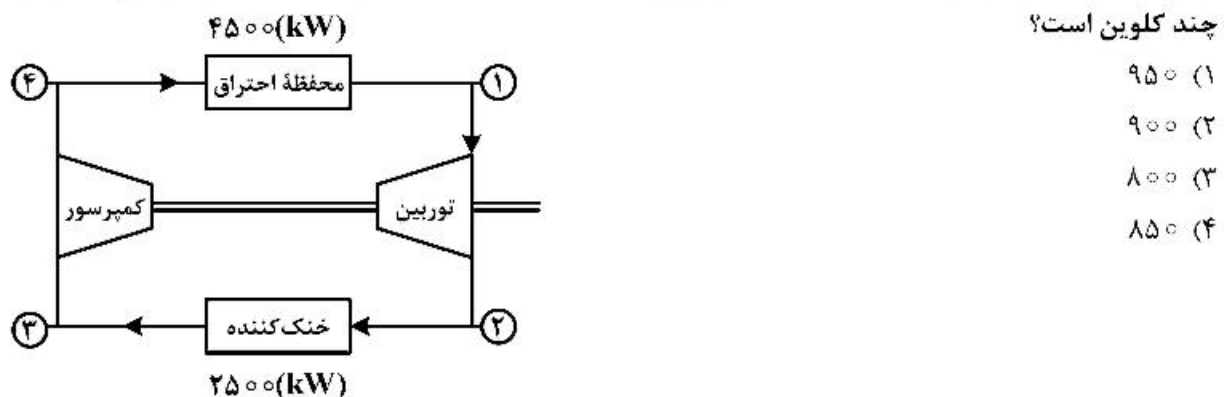 چند کلوین است؟
۱) ۹۵۰
۲) ۹۰۰
۳) ۸۰۰
۴) ۸۵۰
۴۵۰۰(kW)
۴
محفظهٔ احتراق
۱
کمپرسور
توربین
۳
خنک‌کننده
۲
۲۵۰۰(kW)